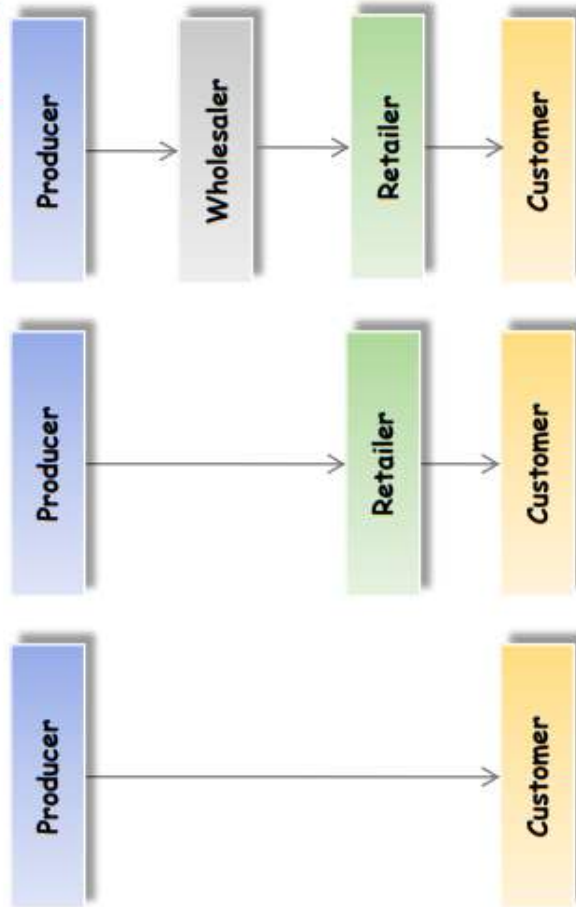 Producer
Wholesaler
Retailer
Customer
Producer
Retailer
Customer
Producer
Customer